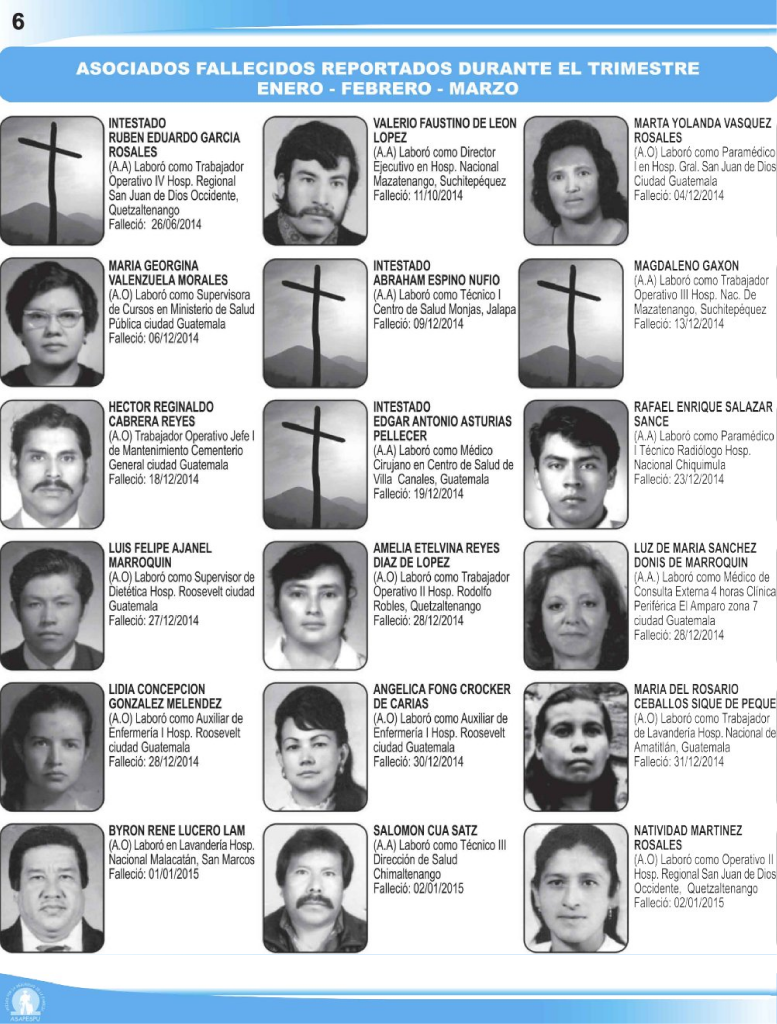 6
ASOCIADOS FALLECIDOS REPORTADOS DURANTE EL TRIMESTRE
ENERO - FEBRERO - MARZO
INTESTADO
RUBEN EDUARDO GARCIA
ROSALES
(A.A) Laboró como Trabajador
Operativo IV Hosp. Regional
San Juan de Dios Occidente,
Quetzaltenango
Falleció: 26/06/2014
VALERIO FAUSTINO DE LEON
LOPEZ
(A.A) Laboró como Director
Ejecutivo en Hosp. Nacional
Mazatenango, Suchitepéquez
Falleció: 11/10/2014
MARTA YOLANDA VASQUEZ
ROSALES
(A.O) Laboró como Paramédico
I en Hosp. Gral. San Juan de Dios
Ciudad Guatemala
Falleció: 04/12/2014
MARIA GEORGINA
VALENZUELA MORALES
(A.O) Laboró como Supervisora
de Cursos en Ministerio de Salud
Pública ciudad Guatemala
Falleció: 06/12/2014
INTESTADO
ABRAHAM ESPINO NUFIO
(A.A) Laboró como Técnico I
Centro de Salud Monjas, Jalapa
Falleció: 09/12/2014
MAGDALENO GAXON
(A.A) Laboró como Trabajador
Operativo III Hosp. Nac. De
Mazatenango, Suchitepéquez
Falleció: 13/12/2014
HECTOR REGINALDO
CABRERA REYES
(A.O) Trabajador Operativo Jefe I
de Mantenimiento Cementerio
General ciudad Guatemala
Falleció: 18/12/2014
INTESTADO
EDGAR ANTONIO ASTURIAS
PELLECER
(A.A) Laboró como Médico
Cirujano en Centro de Salud de
Villa Canales, Guatemala
Falleció: 19/12/2014
RAFAEL ENRIQUE SALAZAR
SANCE
(A.A) Laboró como Paramédico
I Técnico Radiólogo Hosp.
Nacional Chiquimula
Falleció: 23/12/2014
LUIS FELIPE AJANEL
MARROQUIN
(A.O) Laboró como Supervisor de
Dietética Hosp. Roosevelt ciudad
Guatemala
Falleció: 27/12/2014
AMELIA ETELVINA REYES
DIAZ DE LOPEZ
(A.O) Laboró como Trabajador
Operativo II Hosp. Rodolfo
Robles, Quetzaltenango
Falleció: 28/12/2014
LUZ DE MARIA SANCHEZ
DONIS DE MARROQUIN
(A.A.) Laboró como Médico de
Consulta Externa 4 horas Clínica
Periférica El Amparo zona 7
ciudad Guatemala
Falleció: 28/12/2014
LIDIA CONCEPCION
GONZALEZ MELENDEZ
(A.O) Laboró como Auxiliar de
Enfermería I Hosp. Roosevelt
ciudad Guatemala
Falleció: 28/12/2014
ANGELICA FONG CROCKER
DE CARIAS
(A.O) Laboró como Auxiliar de
Enfermería I Hosp. Roosevelt
ciudad Guatemala
Falleció: 30/12/2014
MARIA DEL ROSARIO
CEBALLOS SIQUE DE PEQUE
(A.O) Laboró como Trabajador
de Lavandería Hosp. Nacional de
Amatitlán, Guatemala
Falleció: 31/12/2014
BYRON RENE LUCERO LAM
(A.O) Laboró en Lavandería Hosp.
Nacional Malacatán, San Marcos
Falleció: 01/01/2015
SALOMON CUA SATZ
(A.A) Laboró como Técnico III
Dirección de Salud
Chimaltenango
Falleció: 02/01/2015
NATIVIDAD MARTINEZ
ROSALES
(A.O) Laboró como Operativo II
Hosp. Regional San Juan de Dios
Occidente, Quetzaltenango
Falleció: 02/01/2015